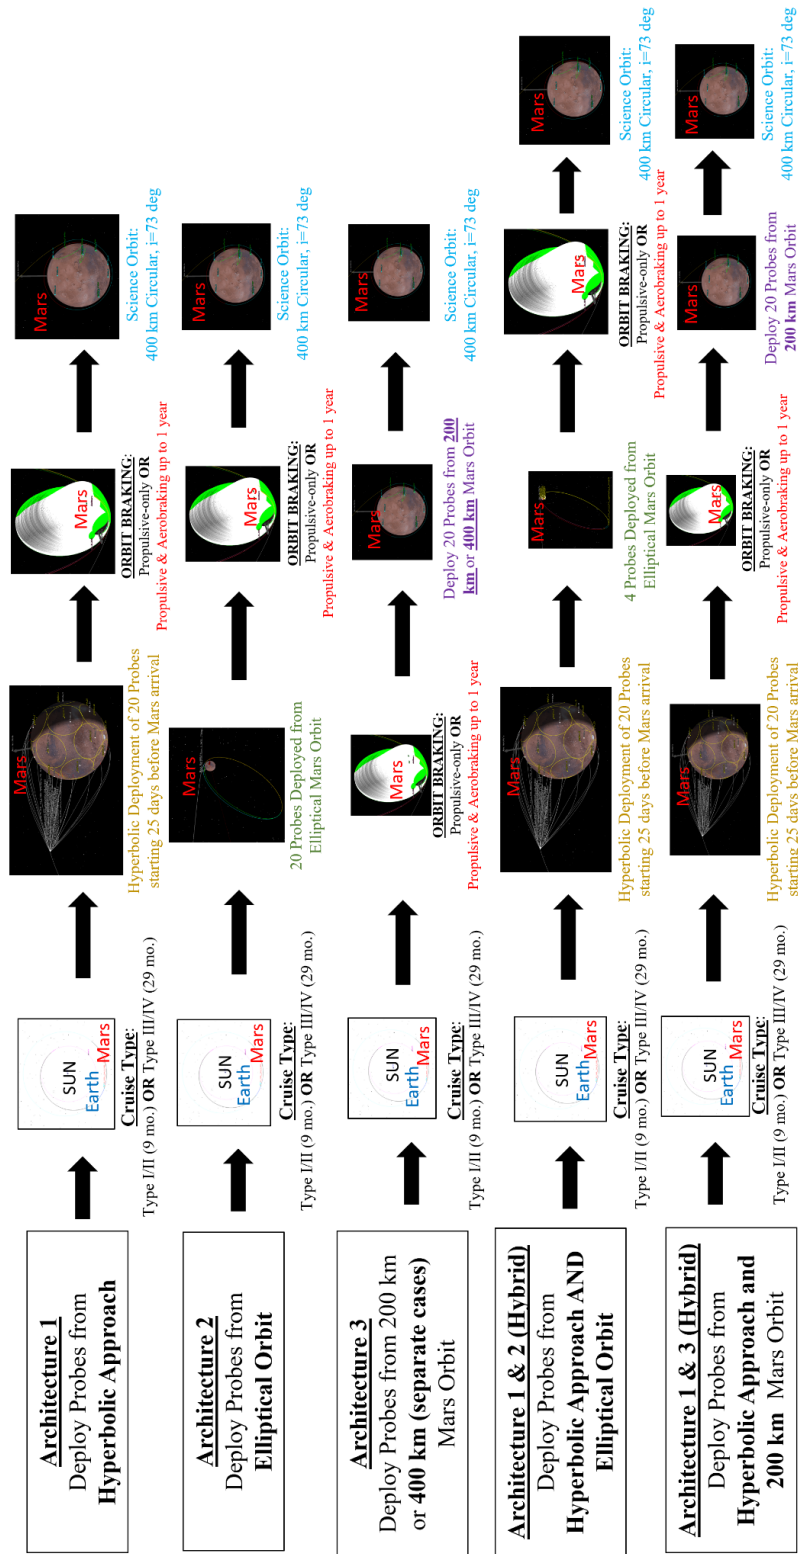 Architecture 1
Deploy Probes from
Hyperbolic Approach
SUN
Earth
Mars
Cruise Type:
Type I/II (9 mo.) OR Type III/IV (29 mo.)
Mars
Hyperbolic Deployment of 20 Probes
starting 25 days before Mars arrival
Mars
ORBIT BRAKING:
Propulsive-only OR
Propulsive & Aerobraking up to 1 year
Mars
Science Orbit:
400 km Circular, i=73 deg
Architecture 2
Deploy Probes from
Elliptical Orbit
SUN
Earth
Mars
Cruise Type:
Type I/II (9 mo.) OR Type III/IV (29 mo.)
Mars
20 Probes Deployed from
Elliptical Mars Orbit
Mars
ORBIT BRAKING:
Propulsive-only OR
Propulsive & Aerobraking up to 1 year
Mars
Science Orbit:
400 km Circular, i=73 deg
Architecture 3
Deploy Probes from 200 km
or 400 km (separate cases)
Mars Orbit
SUN
Earth
Mars
Cruise Type:
Type I/II (9 mo.) OR Type III/IV (29 mo.)
Mars
ORBIT BRAKING:
Propulsive-only OR
Propulsive & Aerobraking up to 1 year
Mars
Deploy 20 Probes from 200
km or 400 km Mars Orbit
Mars
Science Orbit:
400 km Circular, i=73 deg
Architecture 1 & 2 (Hybrid)
Deploy Probes from
Hyperbolic Approach AND
Elliptical Orbit
SUN
Earth
Mars
Cruise Type:
Type I/II (9 mo.) OR Type III/IV (29 mo.)
Mars
Hyperbolic Deployment of 20 Probes
starting 25 days before Mars arrival
Mars
4 Probes Deployed from
Elliptical Mars Orbit
Mars
ORBIT BRAKING:
Propulsive-only OR
Propulsive & Aerobraking up to 1 year
Mars
Science Orbit:
400 km Circular, i=73 deg
Architecture 1 & 3 (Hybrid)
Deploy Probes from
Hyperbolic Approach and
200 km Mars Orbit
SUN
Earth
Mars
Cruise Type:
Type I/II (9 mo.) OR Type III/IV (29 mo.)
Mars
Hyperbolic Deployment of 20 Probes
starting 25 days before Mars arrival
Mars
ORBIT BRAKING:
Propulsive-only OR
Propulsive & Aerobraking up to 1 year
Mars
Deploy 20 Probes from
200 km Mars Orbit
Mars
Science Orbit:
400 km Circular, i=73 deg